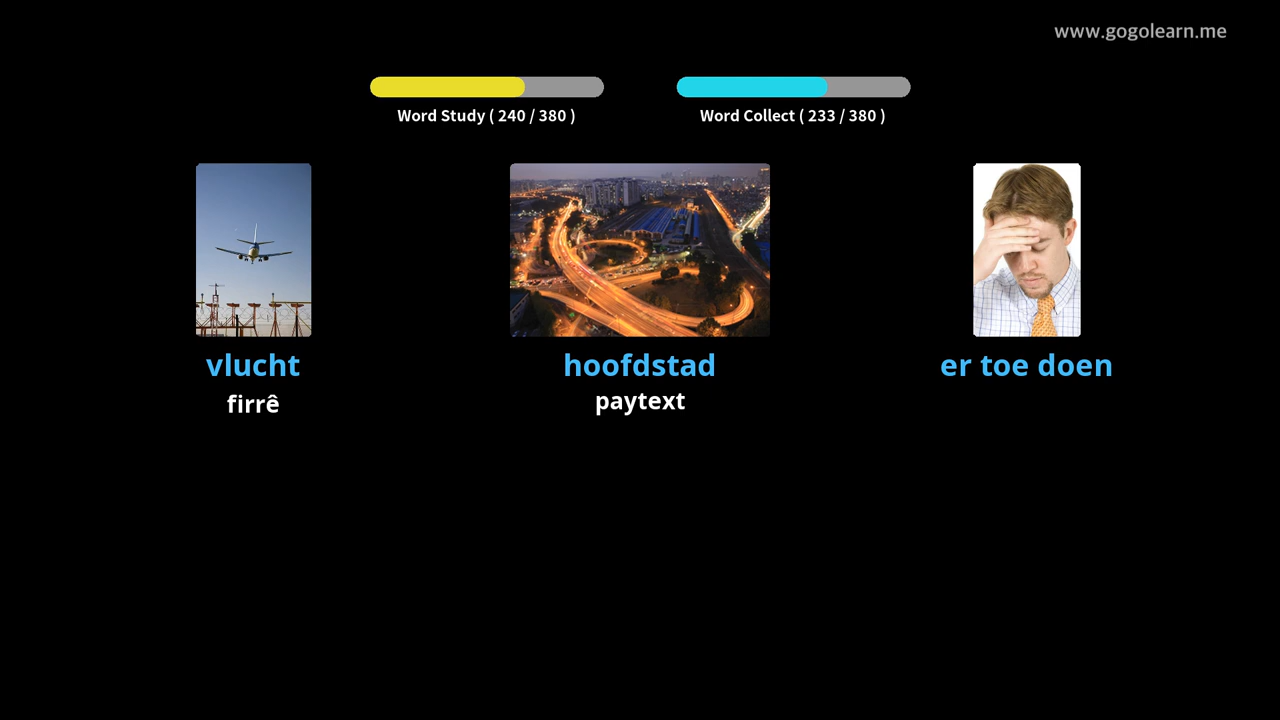 www.gogolearn.me
Word Study ( 240 / 380 )
Word Collect ( 233 / 380 )
vlucht
hoofdstad
er toe doen
firrê
paytext